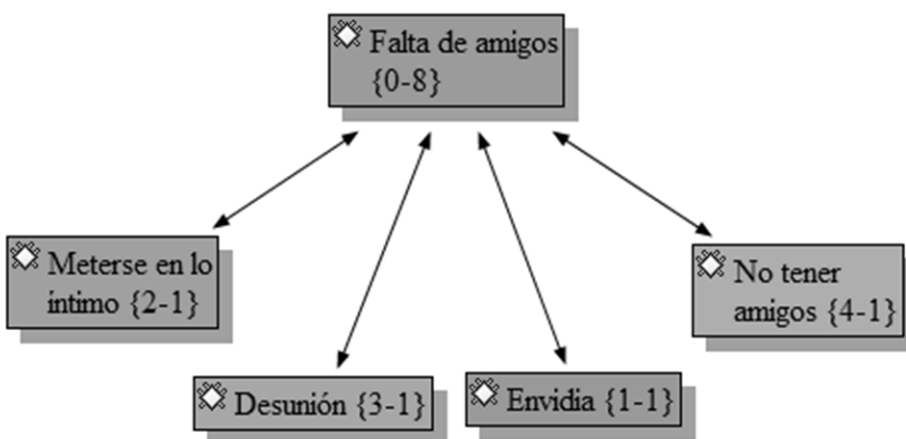 Falta de amigos
{0-8}
Meterse en lo
íntimo {2-1}
No tener
amigos {4-1}
Desunión {3-1}
Envidia {1-1}